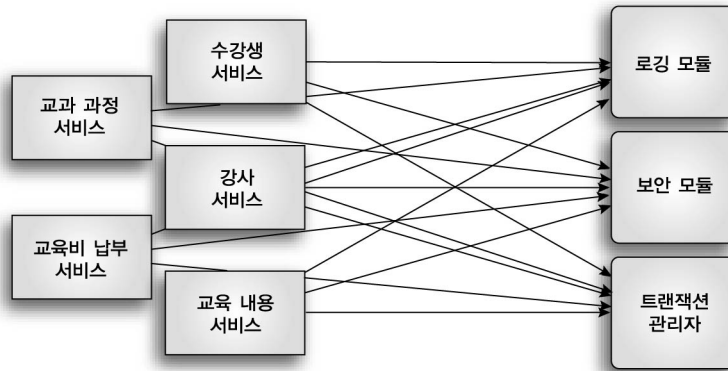 수강생
서비스
로깅 모듈
교과 과정
서비스
강사
서비스
보안 모듈
교육비 납부
서비스
교육 내용
서비스
트랜잭션
관리자